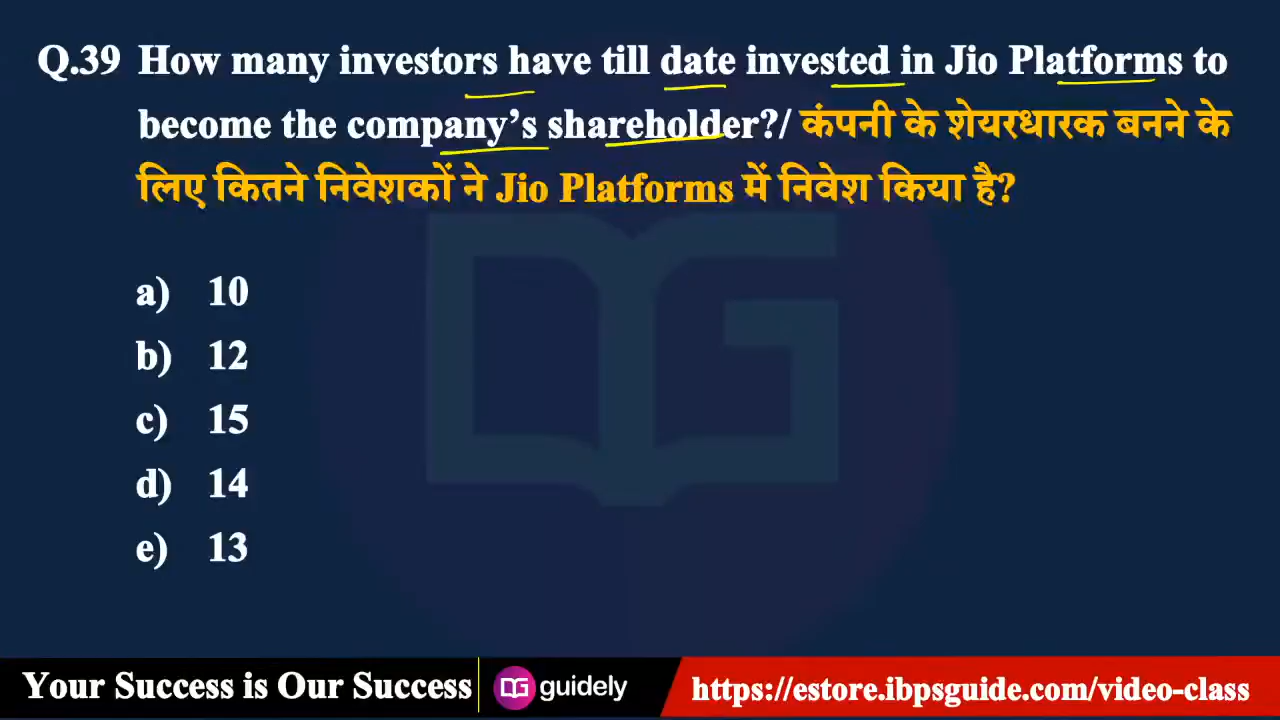 Q.39 How many investors have till date invested in Jio Platforms to
become the company’s shareholder?/ कंपनी के शेयरधारक बनने के
लिए कितने निवेशकों ने Jio Platforms में निवेश किया है?
a) 10
b) 12
c) 15
d) 14
e) 13
Your Success is Our Success guidely https://estore.ibpsguide.com/video-class